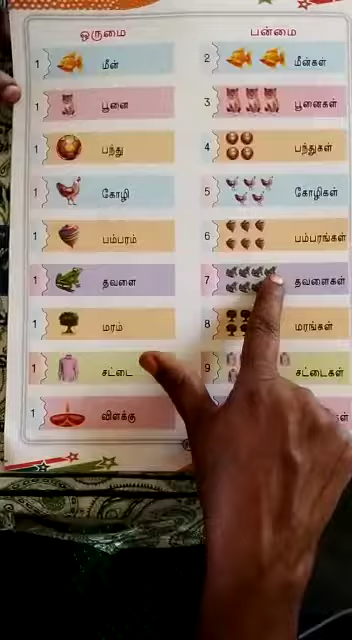 ஒருமை பன்மை
1 மீன் 2 மீன்கள்
1 பூனை 3 பூனைகள்
1 பந்து 4 பந்துகள்
1 கோழி 5 கோழிகள்
1 பம்பரம் 6 பம்பரங்கள்
1 தவளை 7 தவளைகள்
1 மரம் 8 மரங்கள்
1 சட்டை 9 சட்டைகள்
1 விளக்கு